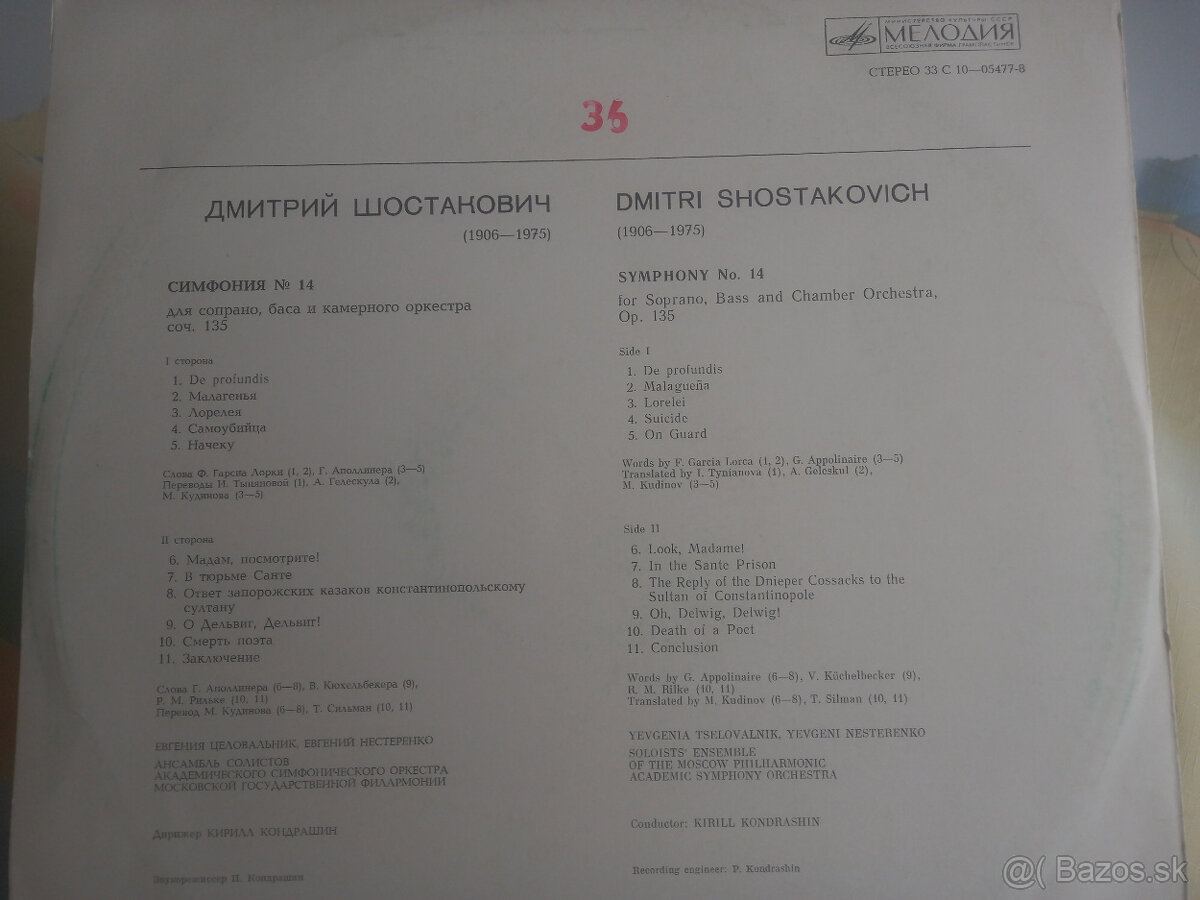 МИНИСТЕРСТВО КУЛЬТУРЫ СССР
МЕЛОДИЯ
ВСЕСОЮЗНАЯ ФИРМА ГРАМПЛАСТИНОК
СТЕРЕО 33 С 10—05477-8
36
ДМИТРИЙ ШОСТАКОВИЧ
(1906—1975)
СИМФОНИЯ № 14
для сопрано, баса и камерного оркестра
соч. 135
I сторона
1. De profundis
2. Малагенья
3. Лорелея
4. Самоубийца
5. Начеку
Слова Ф. Гарсиа Лорки (1, 2), Г. Аполлинера (3—5)
Переводы И. Тыняновой (1), А. Гелескула (2),
М. Кудинова (3—5)
II сторона
6. Мадам, посмотрите!
7. В тюрьме Санте
8. Ответ запорожских казаков константинопольскому
султану
9. О Дельвиг, Дельвиг!
10. Смерть поэта
11. Заключение
Слова Г. Аполлинера (6—8), В. Кюхельбекера (9),
Р. М. Рильке (10, 11)
Перевод М. Кудинова (6—8), Т. Сильман (10, 11)
ЕВГЕНИЯ ЦЕЛОВАЛЬНИК, ЕВГЕНИЙ НЕСТЕРЕНКО
АНСАМБЛЬ СОЛИСТОВ
АКАДЕМИЧЕСКОГО СИМФОНИЧЕСКОГО ОРКЕСТРА
МОСКОВСКОЙ ГОСУДАРСТВЕННОЙ ФИЛАРМОНИИ
Дирижер КИРИЛЛ КОНДРАШИН
Звукорежиссер П. Кондрашин
DMITRI SHOSTAKOVICH
(1906—1975)
SYMPHONY No. 14
for Soprano, Bass and Chamber Orchestra,
Op. 135
Side I
1. De profundis
2. Malagueña
3. Lorelei
4. Suicide
5. On Guard
Words by F. Garcia Lorca (1, 2), G. Appolinaire (3—5)
Translated by I. Tynianova (1), A. Geleskul (2),
M. Kudinov (3—5)
Side II
6. Look, Madame!
7. In the Sante Prison
8. The Reply of the Dnieper Cossacks to the
Sultan of Constantinopole
9. Oh, Delwig, Delwig!
10. Death of a Poet
11. Conclusion
Words by G. Appolinaire (6—8), V. Küchelbecker (9),
R. M. Rilke (10, 11)
Translated by M. Kudinov (6—8), T. Silman (10, 11)
YEVGENIA TSELOVALNIK, YEVGENI NESTERENKO
SOLOISTS' ENSEMBLE
OF THE MOSCOW PHILHARMONIC
ACADEMIC SYMPHONY ORCHESTRA
Conductor: KIRILL KONDRASHIN
Recording engineer: P. Kondrashin
@( Bazos.sk